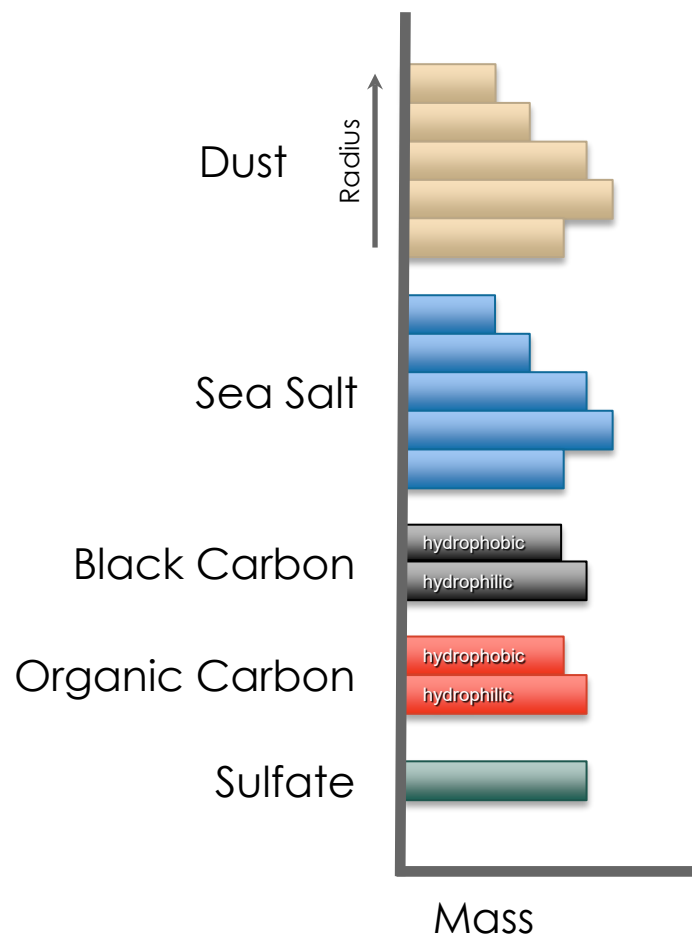 Radius
Dust
Sea Salt
Black Carbon
hydrophobic
hydrophilic
Organic Carbon
hydrophobic
hydrophilic
Sulfate
Mass